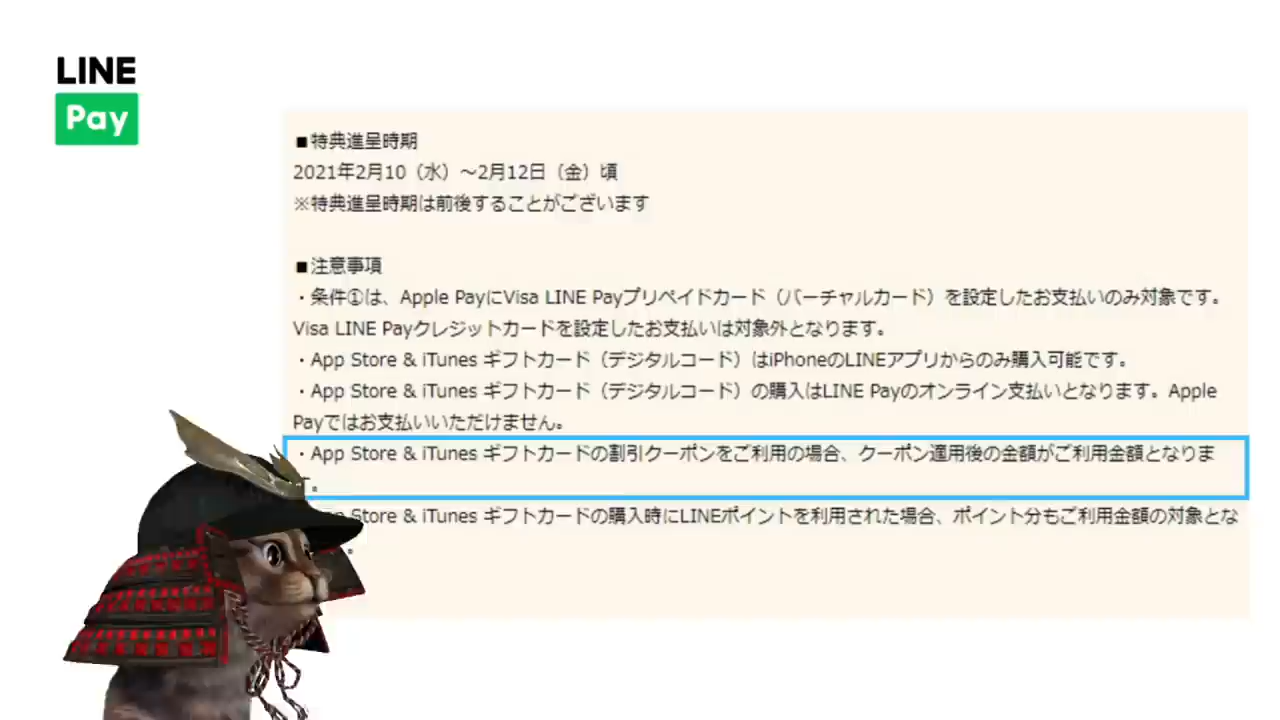 LINE
Pay
■特典進呈時期
2021年2月10（水）～2月12日（金）頃
※特典進呈時期は前後することがございます
■注意事項
・条件①は、Apple PayにVisa LINE Payプリペイドカード（バーチャルカード）を設定したお支払いのみ対象です。
Visa LINE Payクレジットカードを設定したお支払いは対象外となります。
・App Store & iTunes ギフトカード（デジタルコード）はiPhoneのLINEアプリからのみ購入可能です。
・App Store & iTunes ギフトカード（デジタルコード）の購入はLINE Payのオンライン支払いとなります。Apple
Payではお支払いいただけません。
・App Store & iTunes ギフトカードの割引クーポンをご利用の場合、クーポン適用後の金額がご利用金額となりま
す。
Store & iTunes ギフトカードの購入時にLINEポイントを利用された場合、ポイント分もご利用金額の対象とな
。